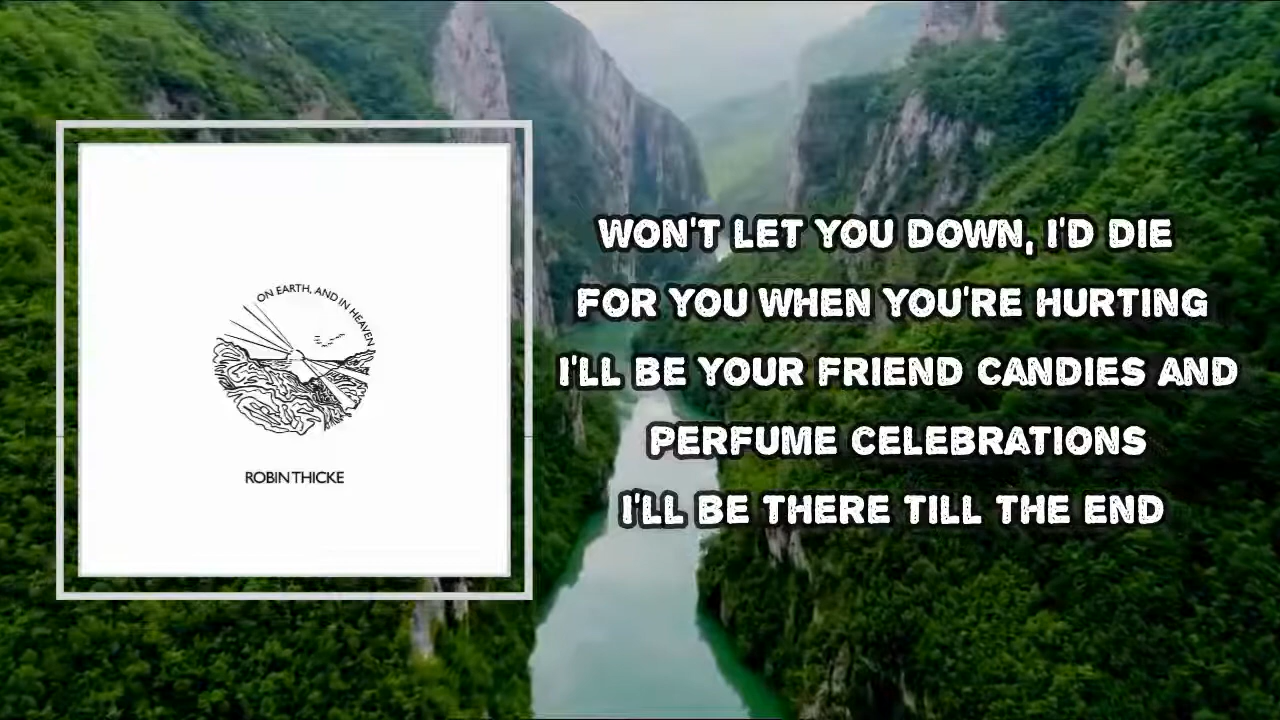 ON EARTH, AND IN HEAVEN
ROBIN THICKE
WON'T LET YOU DOWN, I'D DIE
FOR YOU WHEN YOU'RE HURTING
I'LL BE YOUR FRIEND CANDIES AND
PERFUME CELEBRATIONS
I'LL BE THERE TILL THE END